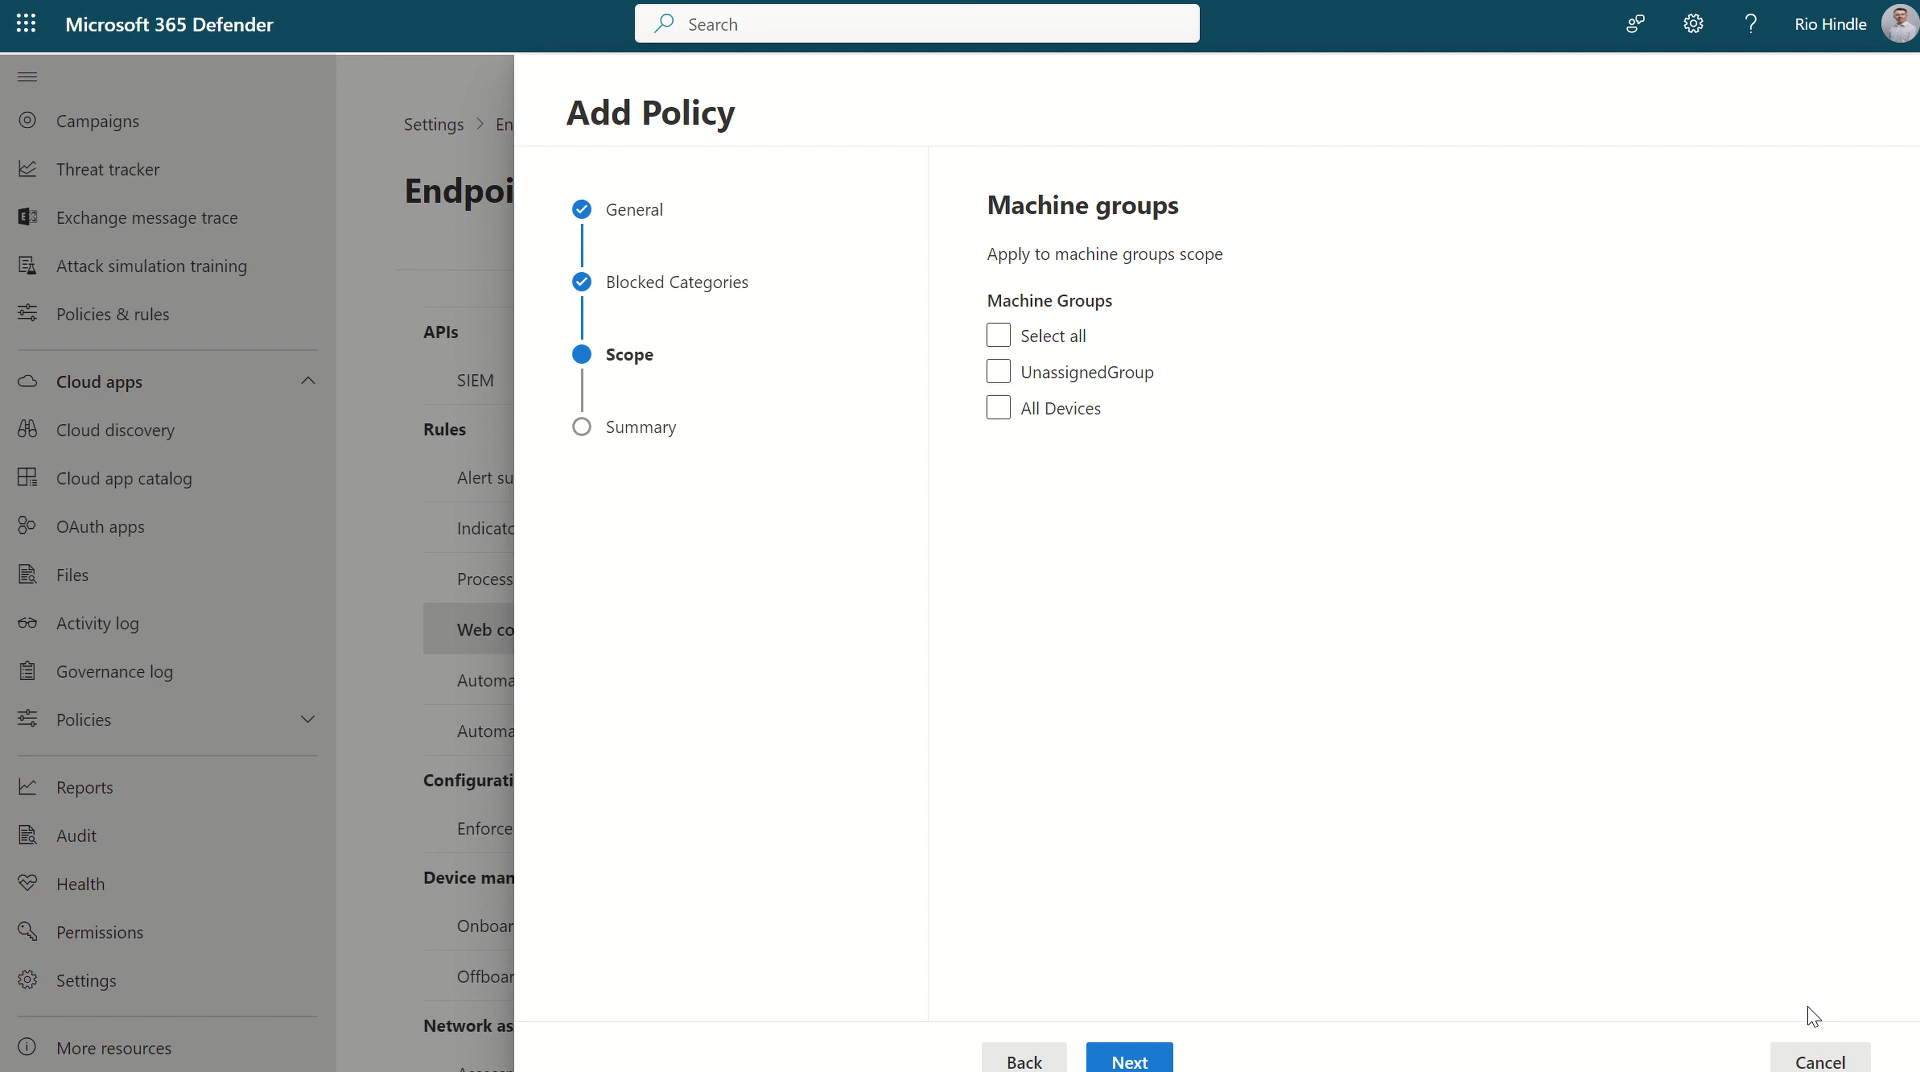 Microsoft 365 Defender
Search
Rio Hindle
Campaigns
Threat tracker
Exchange message trace
Attack simulation training
Policies & rules
Cloud apps
Cloud discovery
Cloud app catalog
OAuth apps
Files
Activity log
Governance log
Policies
Reports
Audit
Health
Permissions
Settings
More resources
Settings > En
Endpoi
APIs
SIEM
Rules
Alert su
Indicato
Process
Web co
Automa
Automa
Configurati
Enforce
Device man
Onboar
Offboar
Network as
Add Policy
General
Blocked Categories
Scope
Summary
Machine groups
Apply to machine groups scope
Machine Groups
Select all
UnassignedGroup
All Devices
Back
Next
Cancel